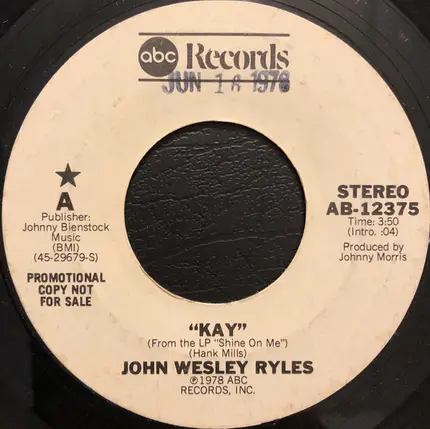 abc Records
JUN 16 1978
★
A
Publisher:
Johnny Bienstock
Music
(BMI)
(45-29679-S)
PROMOTIONAL
COPY NOT
FOR SALE
STEREO
AB-12375
Time: 3:50
(Intro. :04)
Produced by
Johnny Morris
"KAY"
(From the LP "Shine On Me")
(Hank Mills)
JOHN WESLEY RYLES
℗1978 ABC
RECORDS, INC.